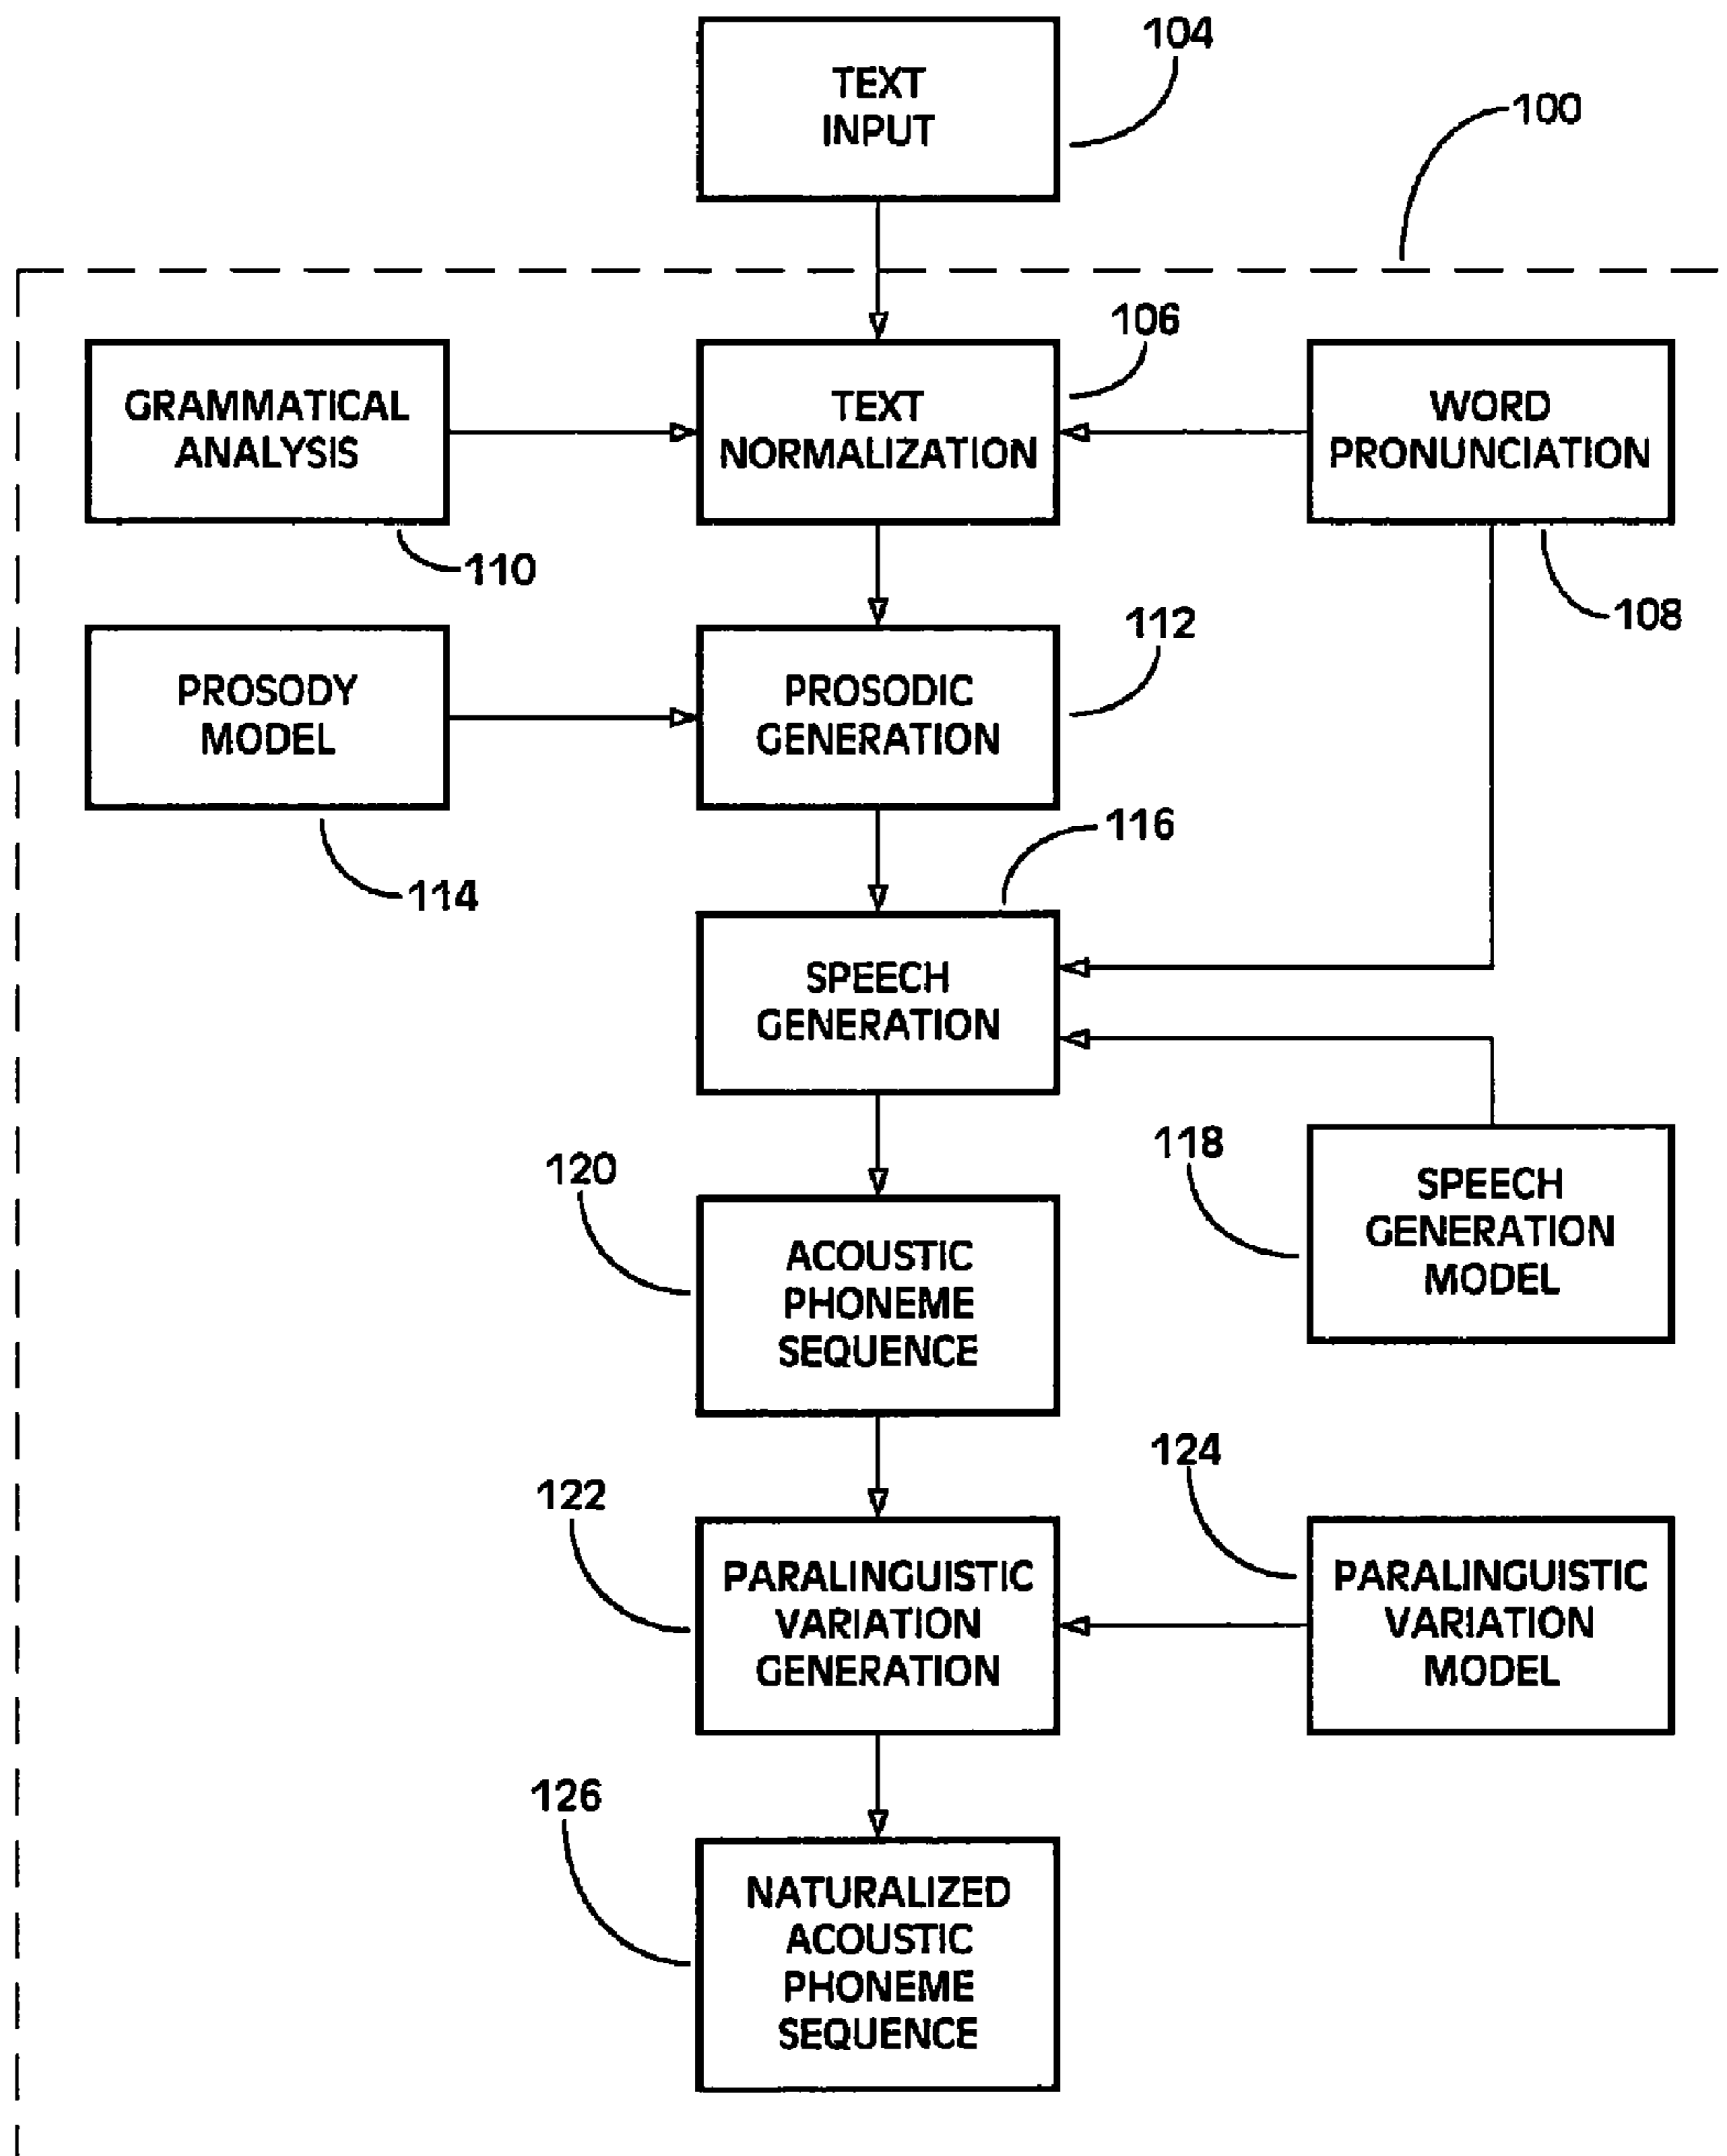 104
TEXT
INPUT
100
106
GRAMMATICAL
ANALYSIS
TEXT
NORMALIZATION
WORD
PRONUNCIATION
110
108
112
PROSODY
MODEL
PROSODIC
GENERATION
114
116
SPEECH
GENERATION
118
SPEECH
GENERATION
MODEL
120
ACOUSTIC
PHONEME
SEQUENCE
122
124
PARALINGUISTIC
VARIATION
GENERATION
PARALINGUISTIC
VARIATION
MODEL
126
NATURALIZED
ACOUSTIC
PHONEME
SEQUENCE